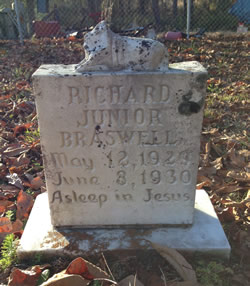 RICHARD
JUNIOR
BRASWELL
May 12, 1929
June 8, 1930
Asleep in Jesus